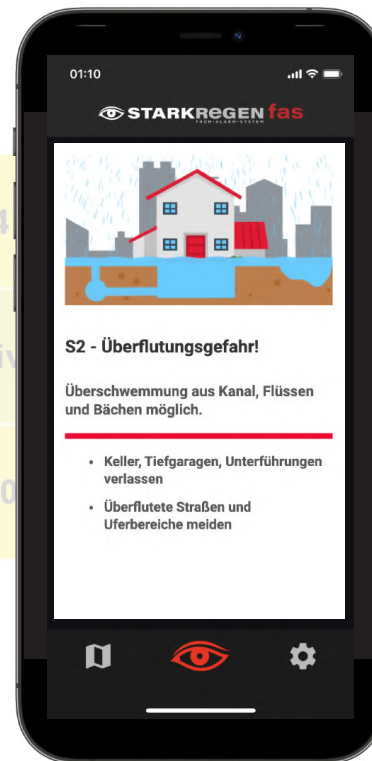 01:10
STARKREGEN fas
FRÜH-ALARM-SYSTEM
S2 - Überflutungsgefahr!
Überschwemmung aus Kanal, Flüssen
und Bächen möglich.
Keller, Tiefgaragen, Unterführungen
verlassen
Überflutete Straßen und
Uferbereiche meiden